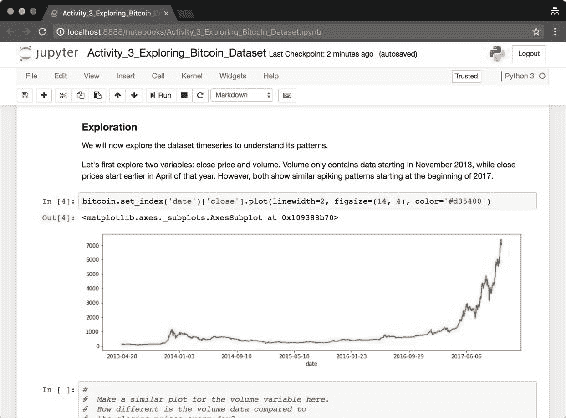 Activity_3_Exploring_Bitcoin_D
localhost:8888/notebooks/Activity_3_Exploring_Bitcoin_Dataset.ipynb
jupyter Activity_3_Exploring_Bitcoin_Dataset Last Checkpoint: 2 minutes ago (autosaved)
Logout
File Edit View Insert Cell Kernel Widgets Help
Trusted
Python 3
Run
Markdown
Exploration
We will now explore the dataset timeseries to understand its patterns.
Let's first explore two variables: close price and volume. Volume only contains data starting in November 2013, while close
prices start earlier in April of that year. However, both show similar spiking patterns starting at the beginning of 2017.
In [4]: bitcoin.set_index('date')['close'].plot(linewidth=2, figsize=(14, 4), color='#d35400')
Out[4]: <matplotlib.axes._subplots.AxesSubplot at 0x109383b70>
7000
6000
5000
4000
3000
2000
1000
0
2013-04-28 2014-01-03 2014-09-10 2015-05-18 2016-01-23 2016-09-29 2017-06-06
date
In [ ]: #
# Make a similar plot for the volume variable here.
# How different is the volume data compared to